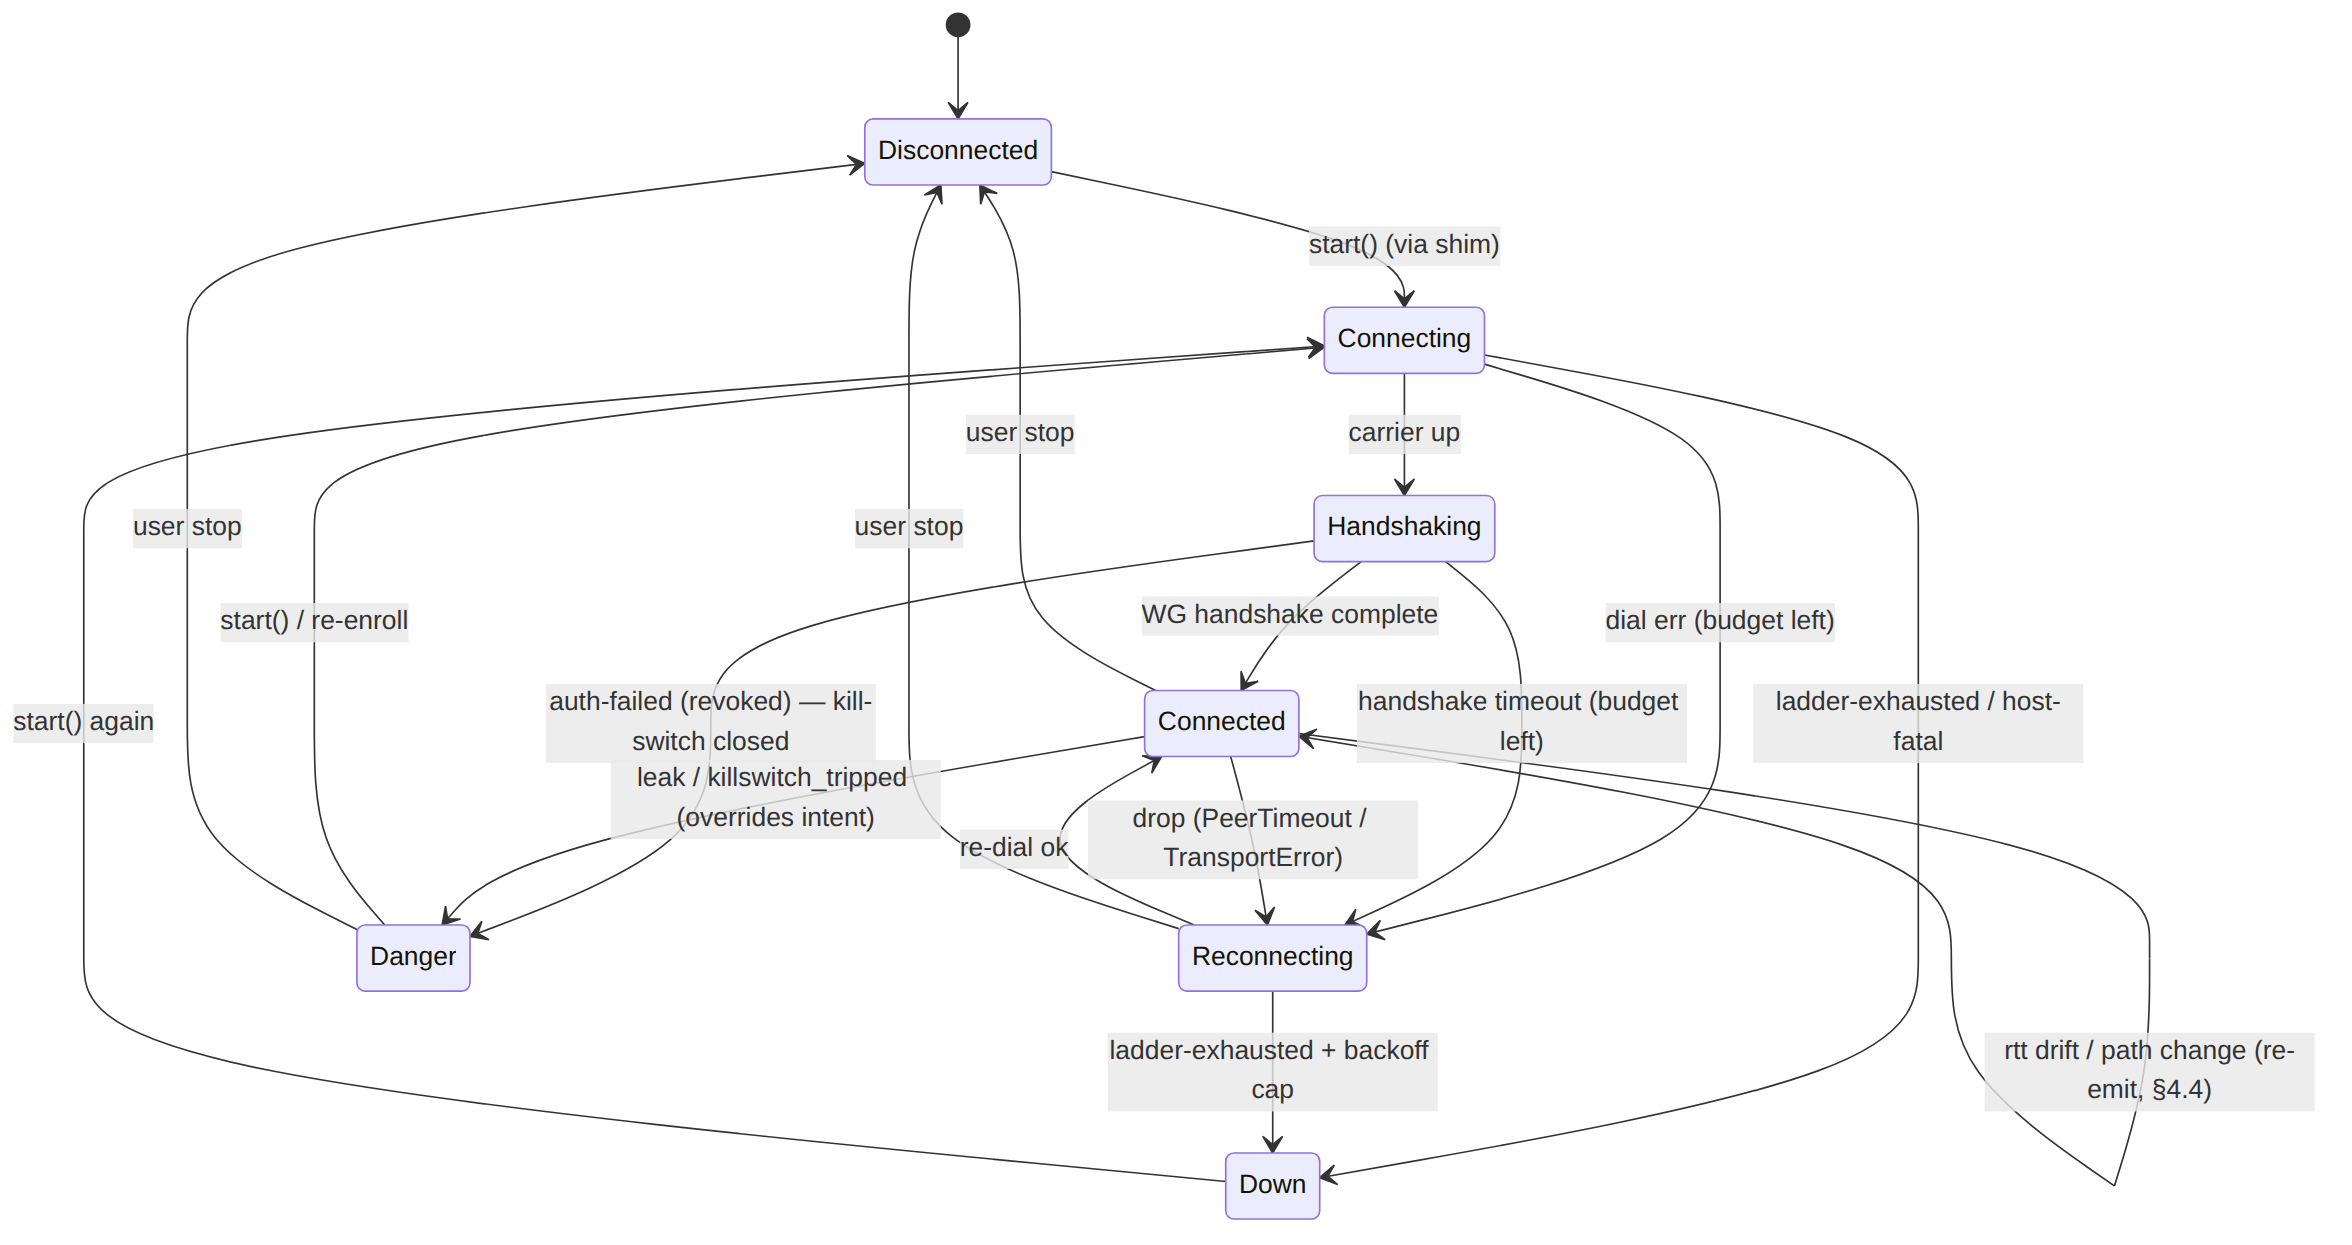 Disconnected
start() (via shim)
Connecting
user stop
carrier up
user stop
user stop
Handshaking
start() / re-enroll
WG handshake complete
dial err (budget left)
start() again
auth-failed (revoked) — kill-
switch closed
Connected
handshake timeout (budget
left)
ladder-exhausted / host-
fatal
leak / killswitch_tripped
(overrides intent)
re-dial ok
drop (PeerTimeout /
TransportError)
Danger
Reconnecting
ladder-exhausted + backoff
cap
rtt drift / path change (re-
emit, §4.4)
Down